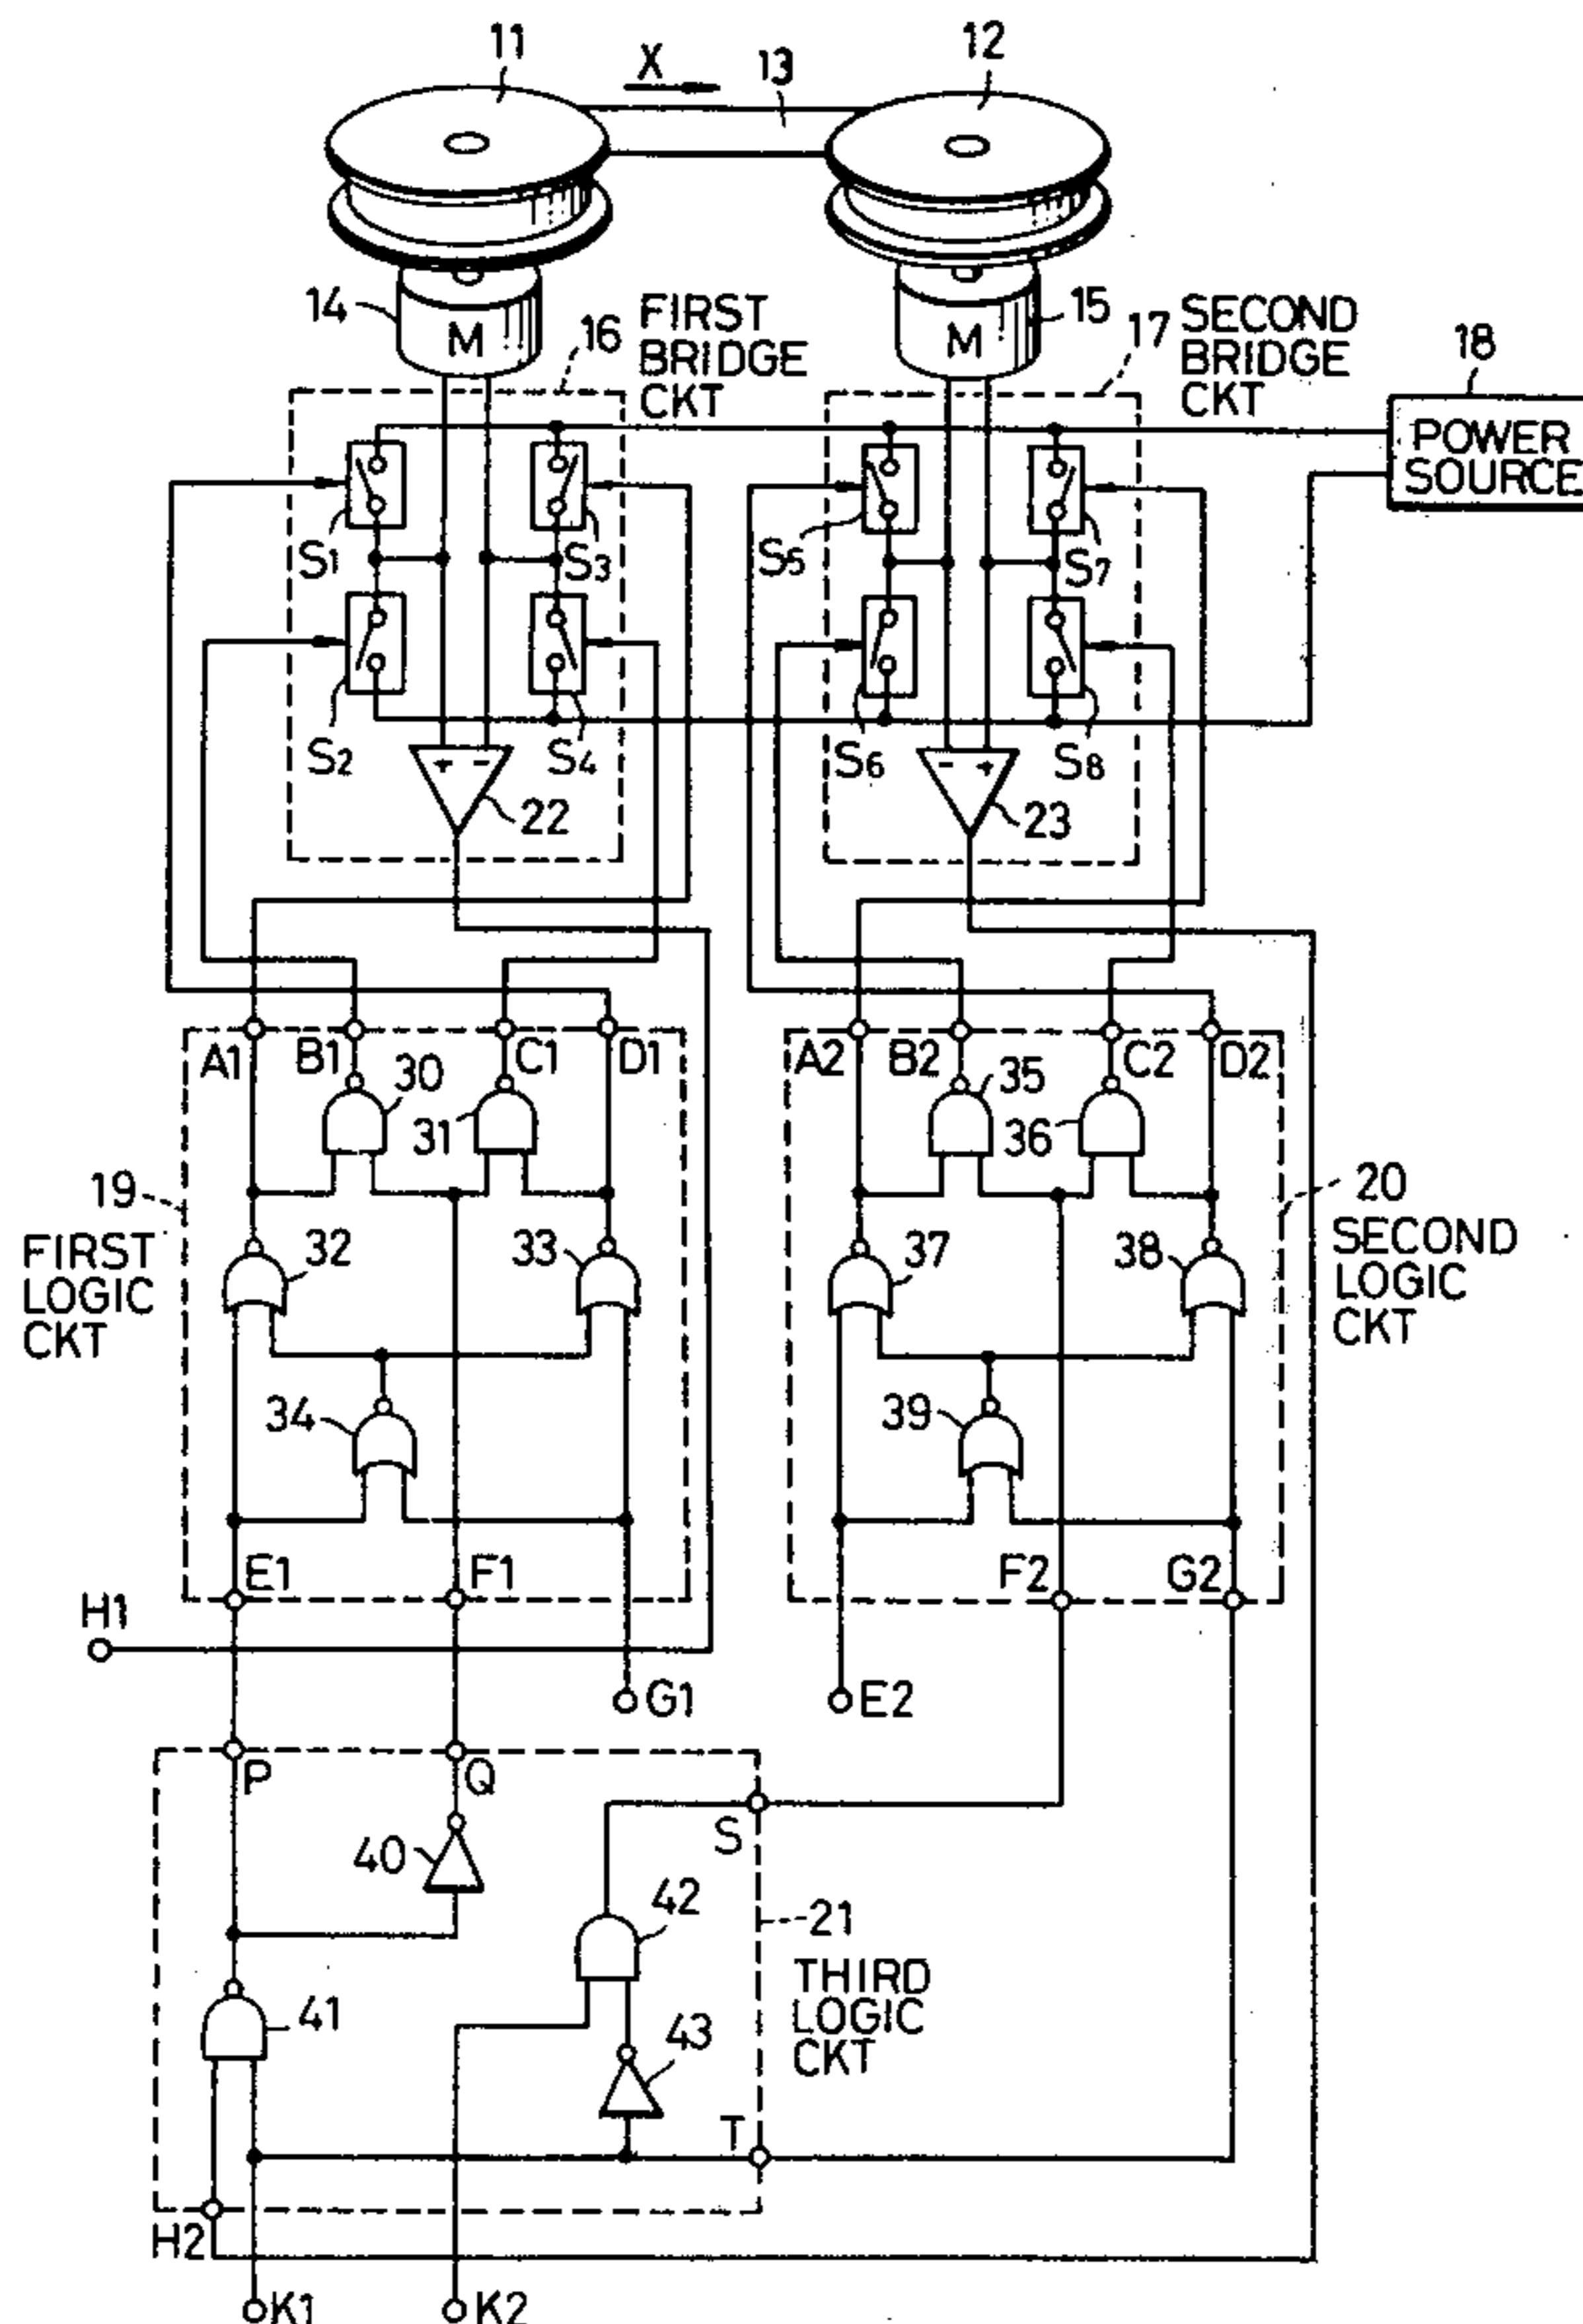 11
X
13
12
14
M
16
FIRST
BRIDGE
CKT
M
15
17
SECOND
BRIDGE
CKT
18
POWER
SOURCE
S1
S3
S5
S7
S2
S4
S6
S8
+ -
22
- +
23
A1
B1
C1
D1
30
31
A2
B2
C2
D2
35
36
19
FIRST
LOGIC
CKT
32
33
34
20
SECOND
LOGIC
CKT
37
38
39
E1
F1
F2
G2
H1
G1
E2
P
Q
S
40
42
21
THIRD
LOGIC
CKT
41
43
T
H2
K1
K2